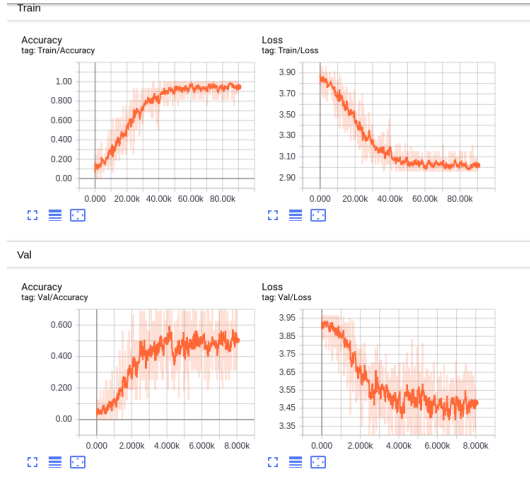 Train
Accuracy
tag: Train/Accuracy
1.00
0.800
0.600
0.400
0.200
0.00
0.000 20.00k 40.00k 60.00k 80.00k
Loss
tag: Train/Loss
3.90
3.70
3.50
3.30
3.10
2.90
0.000 20.00k 40.00k 60.00k 80.00k
Val
Accuracy
tag: Val/Accuracy
0.600
0.400
0.200
0.00
0.000 2.000k 4.000k 6.000k 8.000k
Loss
tag: Val/Loss
3.95
3.85
3.75
3.65
3.55
3.45
3.35
0.000 2.000k 4.000k 6.000k 8.000k